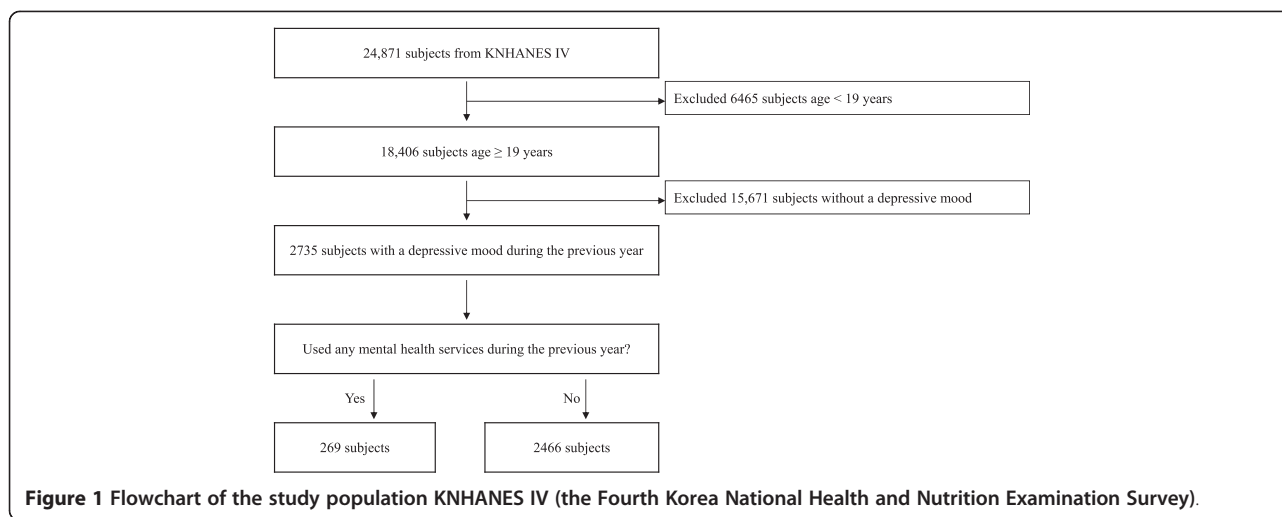 24,871 subjects from KNHANES IV
Excluded 6465 subjects age < 19 years
18,406 subjects age ≥ 19 years
Excluded 15,671 subjects without a depressive mood
2735 subjects with a depressive mood during the previous year
Used any mental health services during the previous year?
Yes
No
269 subjects
2466 subjects
Figure 1 Flowchart of the study population KNHANES IV (the Fourth Korea National Health and Nutrition Examination Survey).